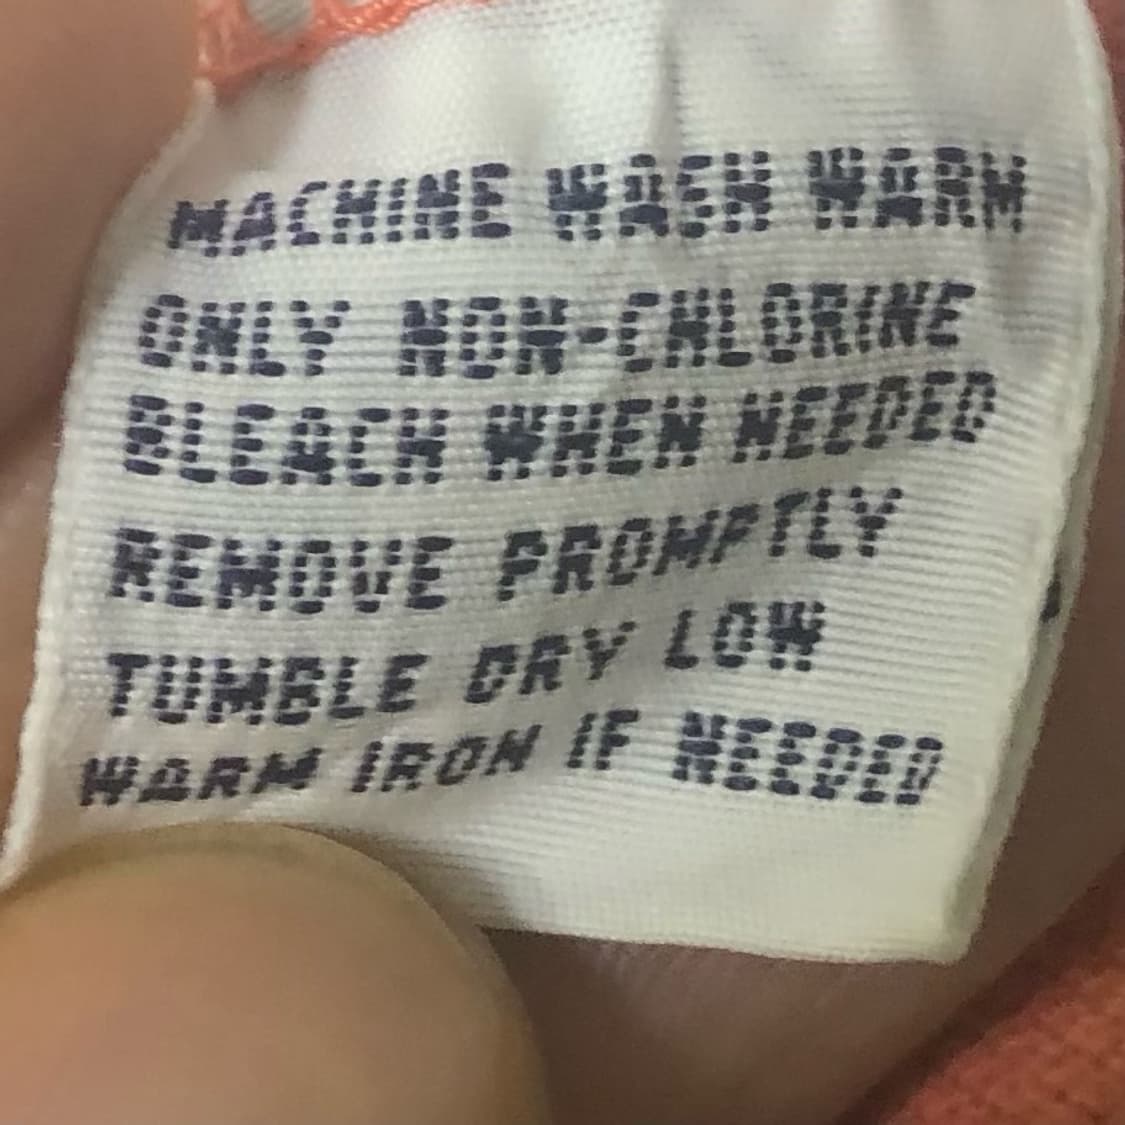 MACHINE WASH WARM
ONLY NON-CHLORINE
BLEACH WHEN NEEDED
REMOVE PROMPTLY
TUMBLE DRY LOW
WARM IRON IF NEEDED